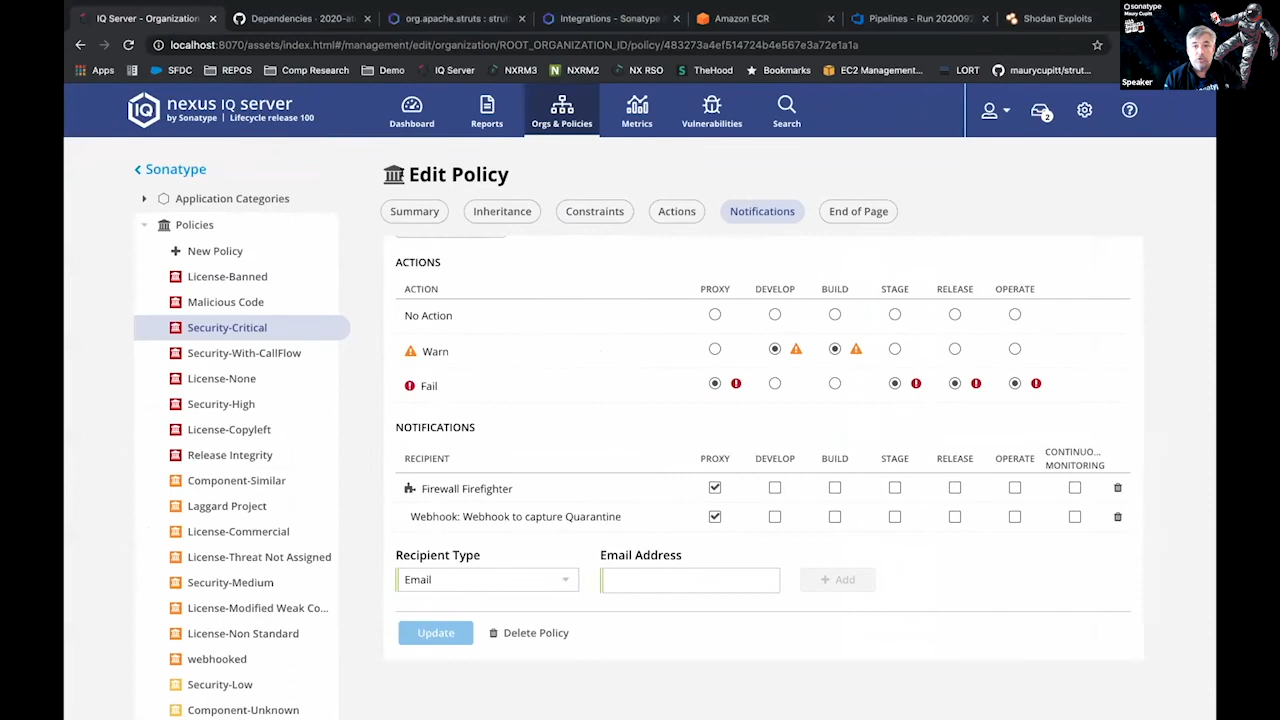 IQ Server - Organization
Dependencies · 2020-at
org.apache.struts : strut
Integrations - Sonatype
Amazon ECR
Pipelines - Run 2020092
Shodan Exploits
localhost:8070/assets/index.html#/management/edit/organization/ROOT_ORGANIZATION_ID/policy/483273a4ef514724b4e567e3a72e1a1a
Apps
SFDC
REPOS
Comp Research
Demo
IQ Server
NXRM3
NXRM2
NX RSO
TheHood
Bookmarks
EC2 Management...
LORT
maurycupitt/strut...
sonatype
Maury Cupitt
Speaker
IQ
nexus IQ server
by Sonatype | Lifecycle release 100
Dashboard
Reports
Orgs & Policies
Metrics
Vulnerabilities
Search
2
Sonatype
Application Categories
Policies
New Policy
License-Banned
Malicious Code
Security-Critical
Security-With-CallFlow
License-None
Security-High
License-Copyleft
Release Integrity
Component-Similar
Laggard Project
License-Commercial
License-Threat Not Assigned
Security-Medium
License-Modified Weak Co...
License-Non Standard
webhooked
Security-Low
Component-Unknown
Edit Policy
Summary
Inheritance
Constraints
Actions
Notifications
End of Page
ACTIONS
ACTION PROXY DEVELOP BUILD STAGE RELEASE OPERATE
No Action
Warn
Fail
NOTIFICATIONS
RECIPIENT PROXY DEVELOP BUILD STAGE RELEASE OPERATE CONTINUO... MONITORING
Firewall Firefighter
Webhook: Webhook to capture Quarantine
Recipient Type
Email Address
Email
Add
Update
Delete Policy